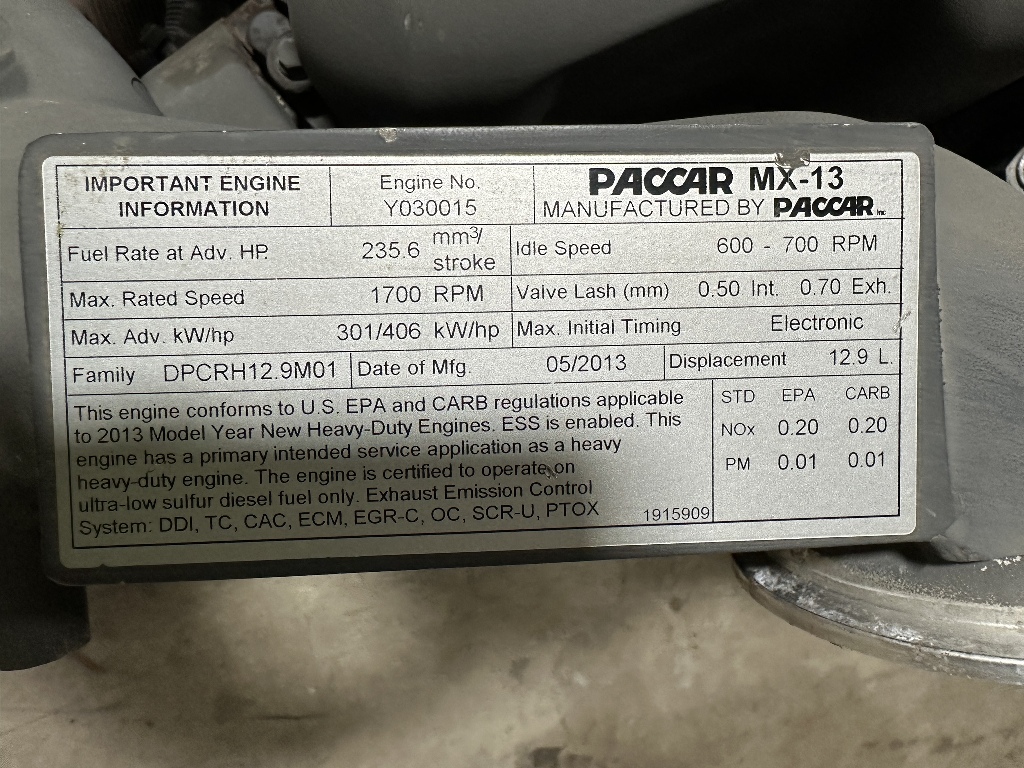 IMPORTANT ENGINE
INFORMATION
Engine No.
Y030015
PACCAR MX-13
MANUFACTURED BY PACCAR Inc
Fuel Rate at Adv. HP. 235.6 mm3/
stroke
Idle Speed 600 - 700 RPM
Max. Rated Speed 1700 RPM
Valve Lash (mm) 0.50 Int. 0.70 Exh.
Max. Adv. kW/hp 301/406 kW/hp
Max. Initial Timing Electronic
Family DPCRH12.9M01
Date of Mfg. 05/2013
Displacement 12.9 L.
This engine conforms to U.S. EPA and CARB regulations applicable
to 2013 Model Year New Heavy-Duty Engines. ESS is enabled. This
engine has a primary intended service application as a heavy
heavy-duty engine. The engine is certified to operate on
ultra-low sulfur diesel fuel only. Exhaust Emission Control
System: DDI, TC, CAC, ECM, EGR-C, OC, SCR-U, PTOX
1915909
STD EPA CARB
NOx 0.20 0.20
PM 0.01 0.01